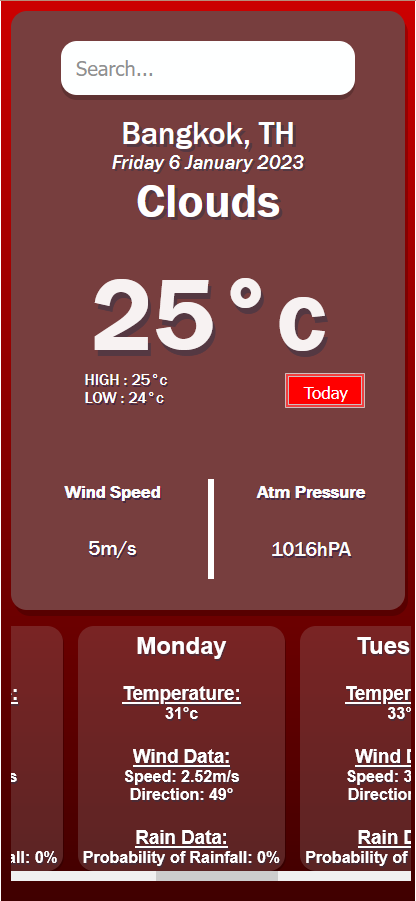 Search...
Bangkok, TH
Friday 6 January 2023
Clouds
25°c
HIGH : 25°c
LOW : 24°c
Today
Wind Speed
Atm Pressure
5m/s
1016hPA
Monday
Temperature:
31°c
Wind Data:
Speed: 2.52m/s
Direction: 49°
Rain Data:
Probability of Rainfall: 0%
Tues
Temper
33°
Wind D
Speed: 3
Direction
Rain D
Probability of
: 0%